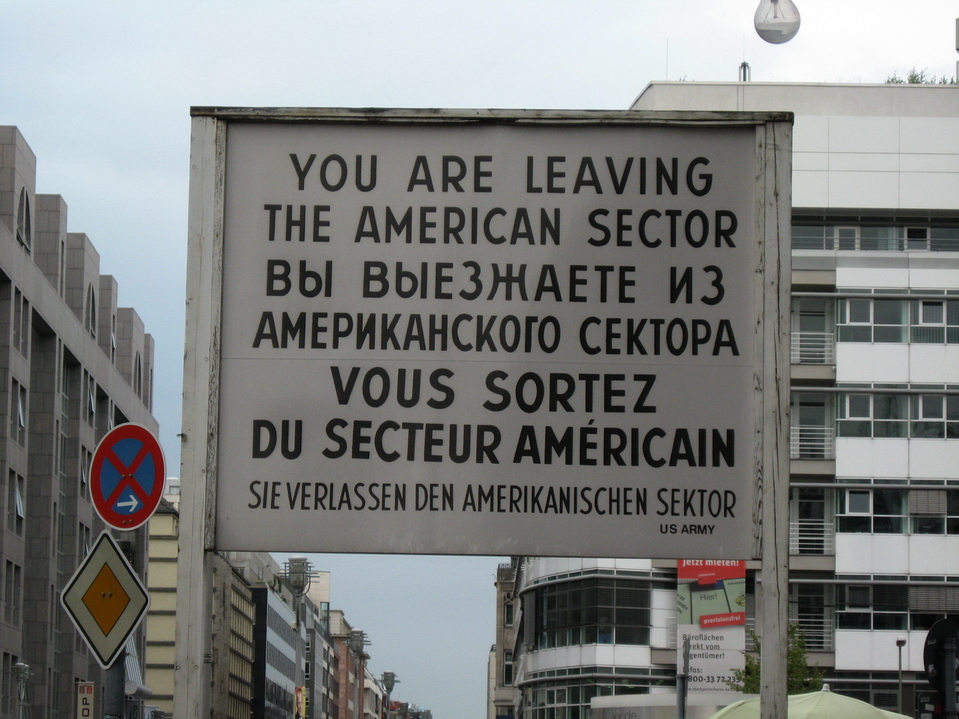 YOU ARE LEAVING
THE AMERICAN SECTOR
ВЫ ВЫЕЗЖАЕТЕ ИЗ
АМЕРИКАНСКОГО СЕКТОРА
VOUS SORTEZ
DU SECTEUR AMÉRICAIN
SIE VERLASSEN DEN AMERIKANISCHEN SEKTOR
US ARMY
Jetzt mieten!
Hier!
provisionsfrei
Büroflächen
direkt vom
Eigentümer!